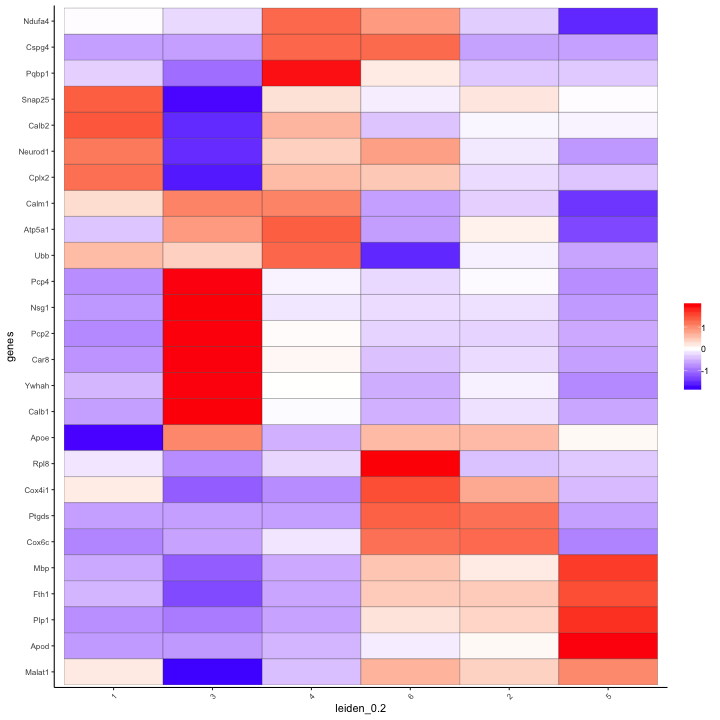 Ndufa4
Cspg4
Pqbp1
Snap25
Calb2
Neurod1
Cplx2
Calm1
Atp5a1
Ubb
Pcp4
Nsg1
Pcp2
Car8
Ywhah
Calb1
Apoe
Rpl8
Cox4i1
Ptgds
Cox6c
Mbp
Fth1
Plp1
Apod
Malat1
genes
1 3 4 6 2 5
leiden_0.2
1
0
-1